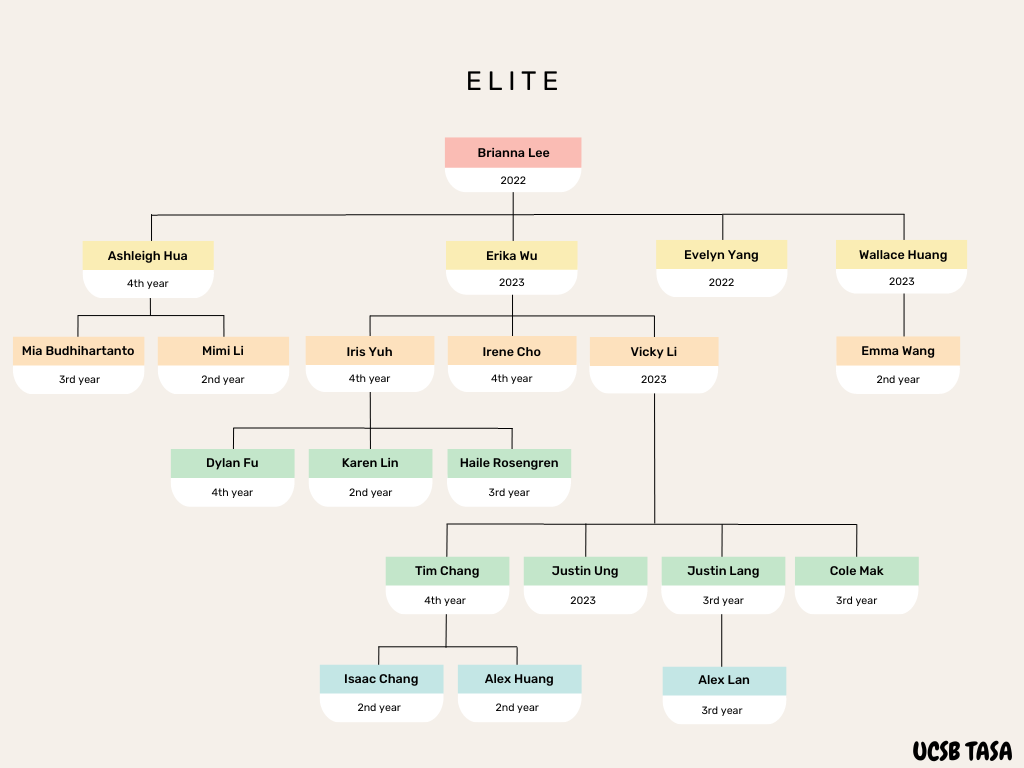 ELITE
Brianna Lee
2022
Ashleigh Hua
4th year
Erika Wu
2023
Evelyn Yang
2022
Wallace Huang
2023
Mia Budhihartanto
3rd year
Mimi Li
2nd year
Iris Yuh
4th year
Irene Cho
4th year
Vicky Li
2023
Emma Wang
2nd year
Dylan Fu
4th year
Karen Lin
2nd year
Haile Rosengren
3rd year
Tim Chang
4th year
Justin Ung
2023
Justin Lang
3rd year
Cole Mak
3rd year
Isaac Chang
2nd year
Alex Huang
2nd year
Alex Lan
3rd year
UCSB TASA